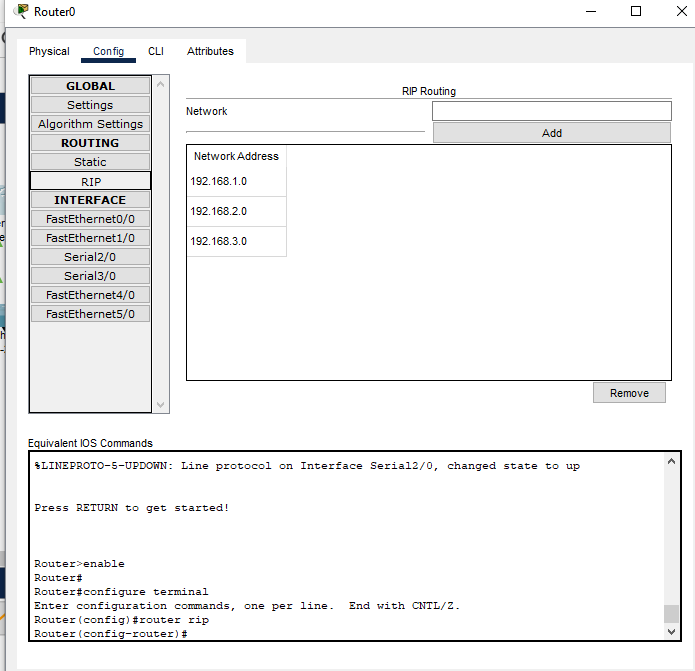 Router0
Physical Config CLI Attributes
GLOBAL
Settings
Algorithm Settings
ROUTING
Static
RIP
INTERFACE
FastEthernet0/0
FastEthernet1/0
Serial2/0
Serial3/0
FastEthernet4/0
FastEthernet5/0
RIP Routing
Network
Add
Network Address
192.168.1.0
192.168.2.0
192.168.3.0
Remove
Equivalent IOS Commands
%LINEPROTO-5-UPDOWN: Line protocol on Interface Serial2/0, changed state to up
Press RETURN to get started!
Router>enable
Router#
Router#configure terminal
Enter configuration commands, one per line.  End with CNTL/Z.
Router(config)#router rip
Router(config-router)#